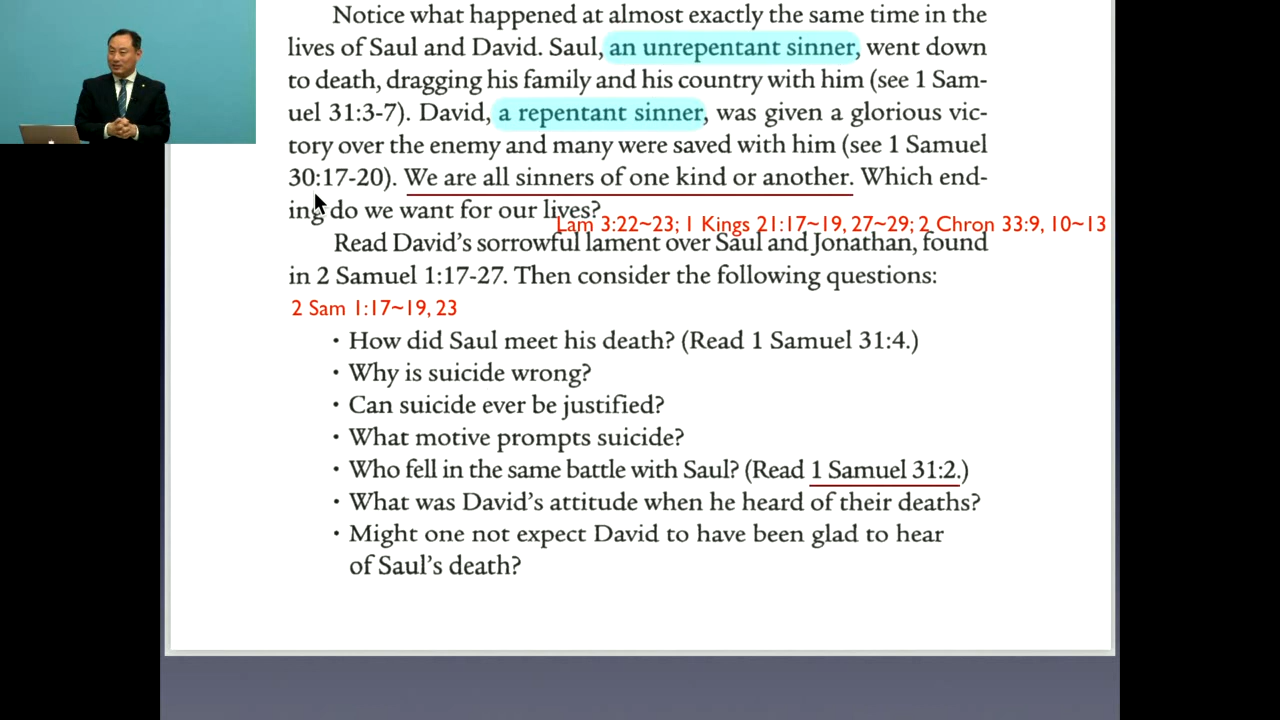 Notice what happened at almost exactly the same time in the
lives of Saul and David. Saul, an unrepentant sinner, went down
to death, dragging his family and his country with him (see 1 Sam-
uel 31:3-7). David, a repentant sinner, was given a glorious vic-
tory over the enemy and many were saved with him (see 1 Samuel
30:17-20). We are all sinners of one kind or another. Which end-
ing do we want for our lives?
Lam 3:22~23; 1 Kings 21:17~19, 27~29; 2 Chron 33:9, 10~13
Read David's sorrowful lament over Saul and Jonathan, found
in 2 Samuel 1:17-27. Then consider the following questions:
2 Sam 1:17~19, 23
• How did Saul meet his death? (Read 1 Samuel 31:4.)
• Why is suicide wrong?
• Can suicide ever be justified?
• What motive prompts suicide?
• Who fell in the same battle with Saul? (Read 1 Samuel 31:2.)
• What was David's attitude when he heard of their deaths?
• Might one not expect David to have been glad to hear
of Saul's death?